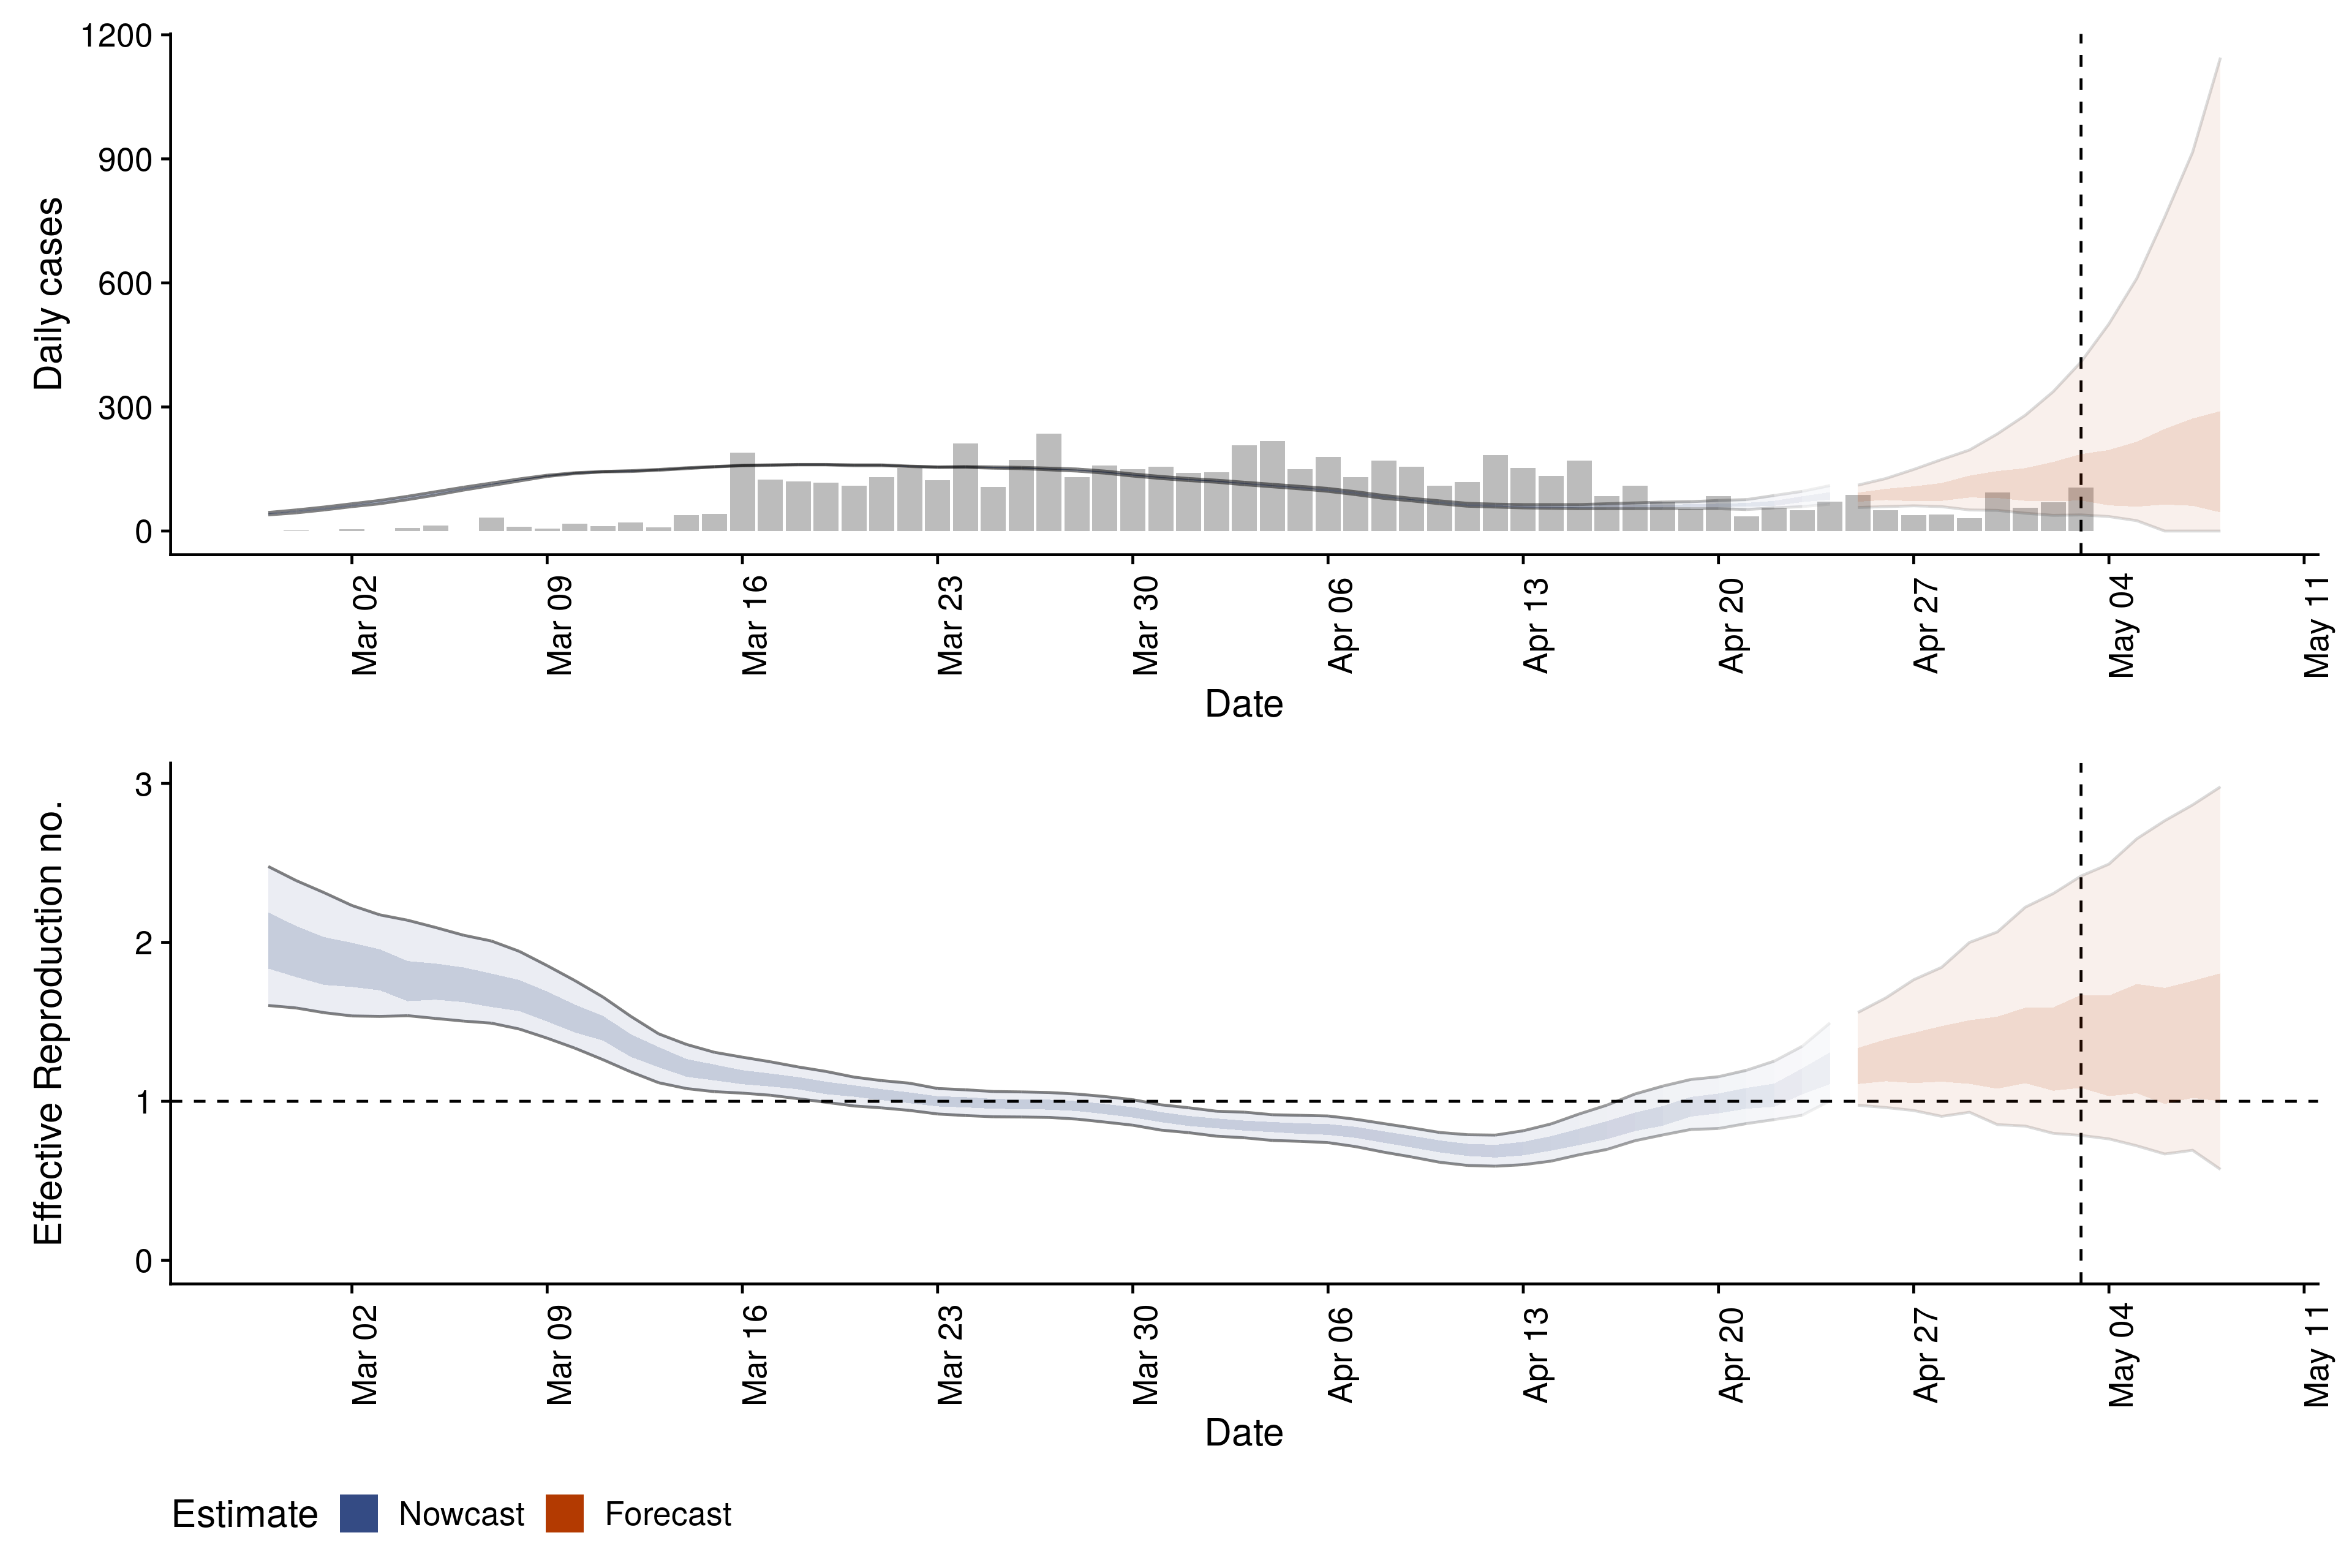 1200
900
600
300
0
Daily cases
Mar 02
Mar 09
Mar 16
Mar 23
Mar 30
Apr 06
Apr 13
Apr 20
Apr 27
May 04
May 11
Date
3
2
1
0
Effective Reproduction no.
Mar 02
Mar 09
Mar 16
Mar 23
Mar 30
Apr 06
Apr 13
Apr 20
Apr 27
May 04
May 11
Date
Estimate Nowcast Forecast